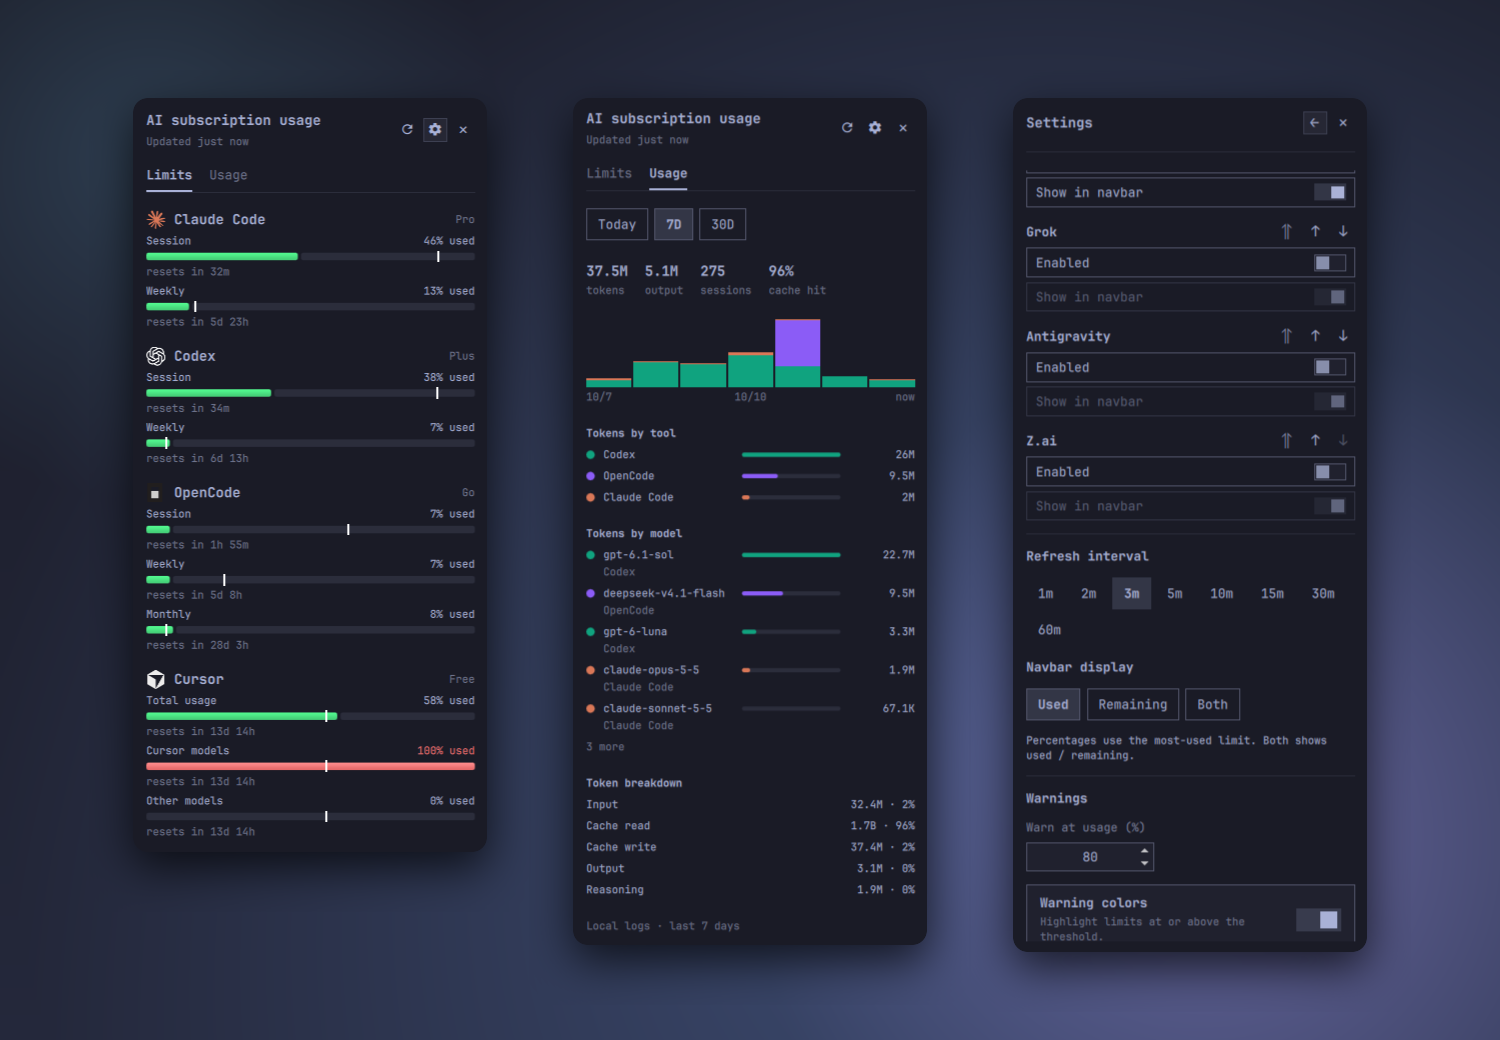 AI subscription usage
Updated just now
Limits Usage
Claude Code Pro
Session 46% used
resets in 32m
Weekly 13% used
resets in 5d 23h
Codex Plus
Session 38% used
resets in 34m
Weekly 7% used
resets in 6d 13h
OpenCode Go
Session 7% used
resets in 1h 55m
Weekly 7% used
resets in 5d 8h
Monthly 8% used
resets in 28d 3h
Cursor Free
Total usage 58% used
resets in 13d 14h
Cursor models 100% used
resets in 13d 14h
Other models 0% used
resets in 13d 14h
AI subscription usage
Updated just now
Limits Usage
Today 7D 30D
37.5M 5.1M 275 96%
tokens output sessions cache hit
10/7 10/10 now
Tokens by tool
Codex 26M
OpenCode 9.5M
Claude Code 2M
Tokens by model
gpt-6.1-sol 22.7M
Codex
deepseek-v4.1-flash 9.5M
OpenCode
gpt-6-luna 3.3M
Codex
claude-opus-5-5 1.9M
Claude Code
claude-sonnet-5-5 67.1K
Claude Code
3 more
Token breakdown
Input 32.4M · 2%
Cache read 1.7B · 96%
Cache write 37.4M · 2%
Output 3.1M · 0%
Reasoning 1.9M · 0%
Local logs · last 7 days
Settings
Show in navbar
Grok
Enabled
Show in navbar
Antigravity
Enabled
Show in navbar
Z.ai
Enabled
Show in navbar
Refresh interval
1m 2m 3m 5m 10m 15m 30m
60m
Navbar display
Used Remaining Both
Percentages use the most-used limit. Both shows
used / remaining.
Warnings
Warn at usage (%)
80
Warning colors
Highlight limits at or above the
threshold.